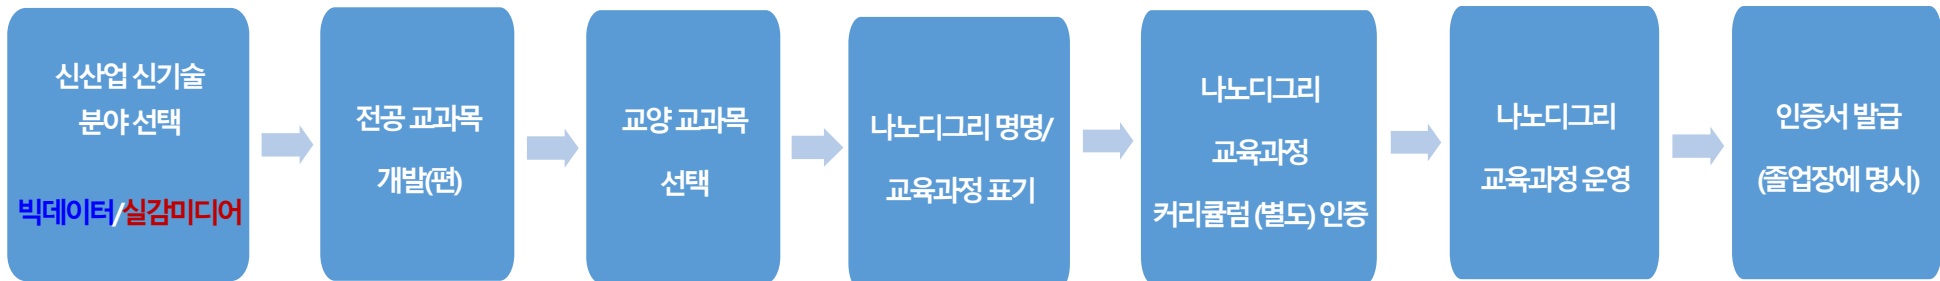 신산업 신기술
분야 선택
빅데이터/실감미디어
전공 교과목
개발(편)
교양 교과목
선택
나노디그리 명명/
교육과정 표기
나노디그리
교육과정
커리큘럼 (별도) 인증
나노디그리
교육과정 운영
인증서 발급
(졸업장에 명시)